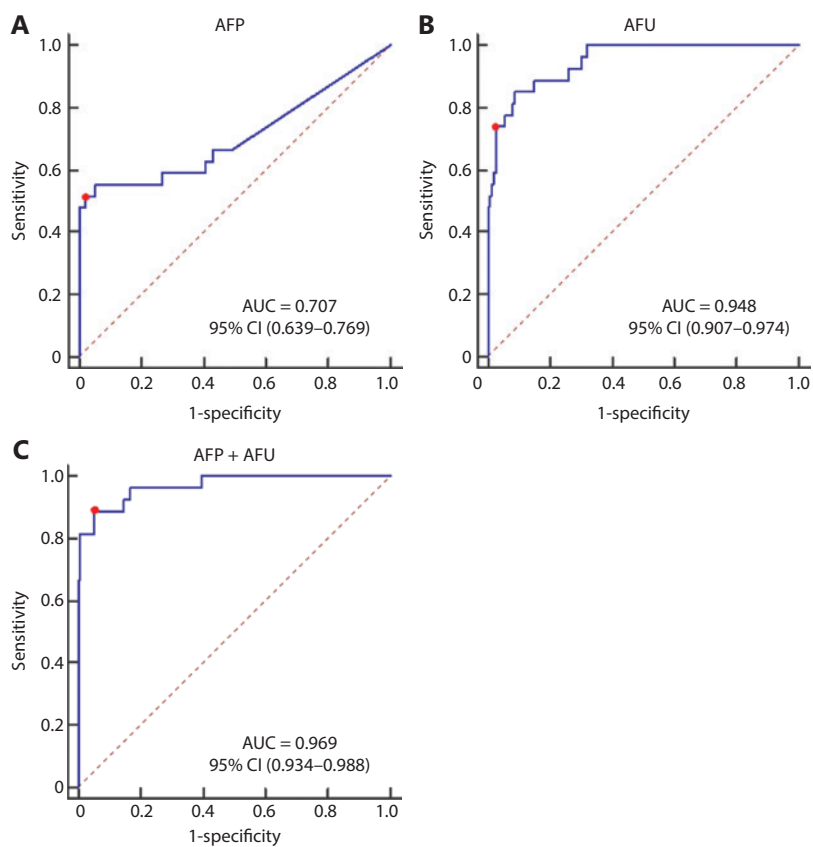 A
AFP
1.0
0.8
0.6
0.4
0.2
0
Sensitivity
AUC = 0.707
95% CI (0.639–0.769)
0 0.2 0.4 0.6 0.8 1.0
1-specificity
B
AFU
1.0
0.8
0.6
0.4
0.2
0
Sensitivity
AUC = 0.948
95% CI (0.907–0.974)
0 0.2 0.4 0.6 0.8 1.0
1-specificity
C
AFP + AFU
1.0
0.8
0.6
0.4
0.2
0
Sensitivity
AUC = 0.969
95% CI (0.934–0.988)
0 0.2 0.4 0.6 0.8 1.0
1-specificity